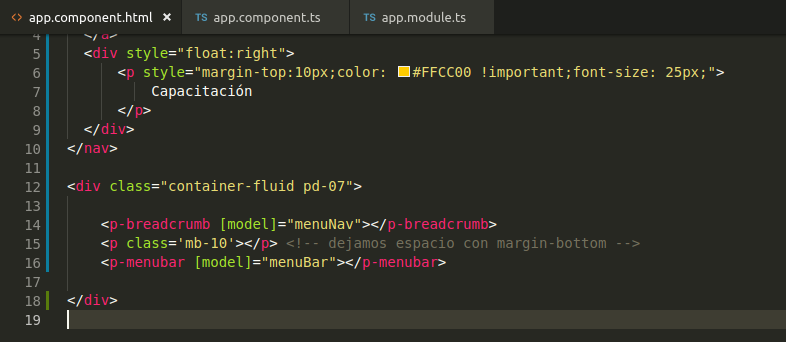 <> app.component.html × TS app.component.ts TS app.module.ts
4 </a>
5 <div style="float:right">
6 <p style="margin-top:10px;color: #FFCC00 !important;font-size: 25px;">
7 Capacitación
8 </p>
9 </div>
10 </nav>
11
12 <div class="container-fluid pd-07">
13
14 <p-breadcrumb [model]="menuNav"></p-breadcrumb>
15 <p class='mb-10'></p> <!-- dejamos espacio con margin-bottom -->
16 <p-menubar [model]="menuBar"></p-menubar>
17
18 </div>
19